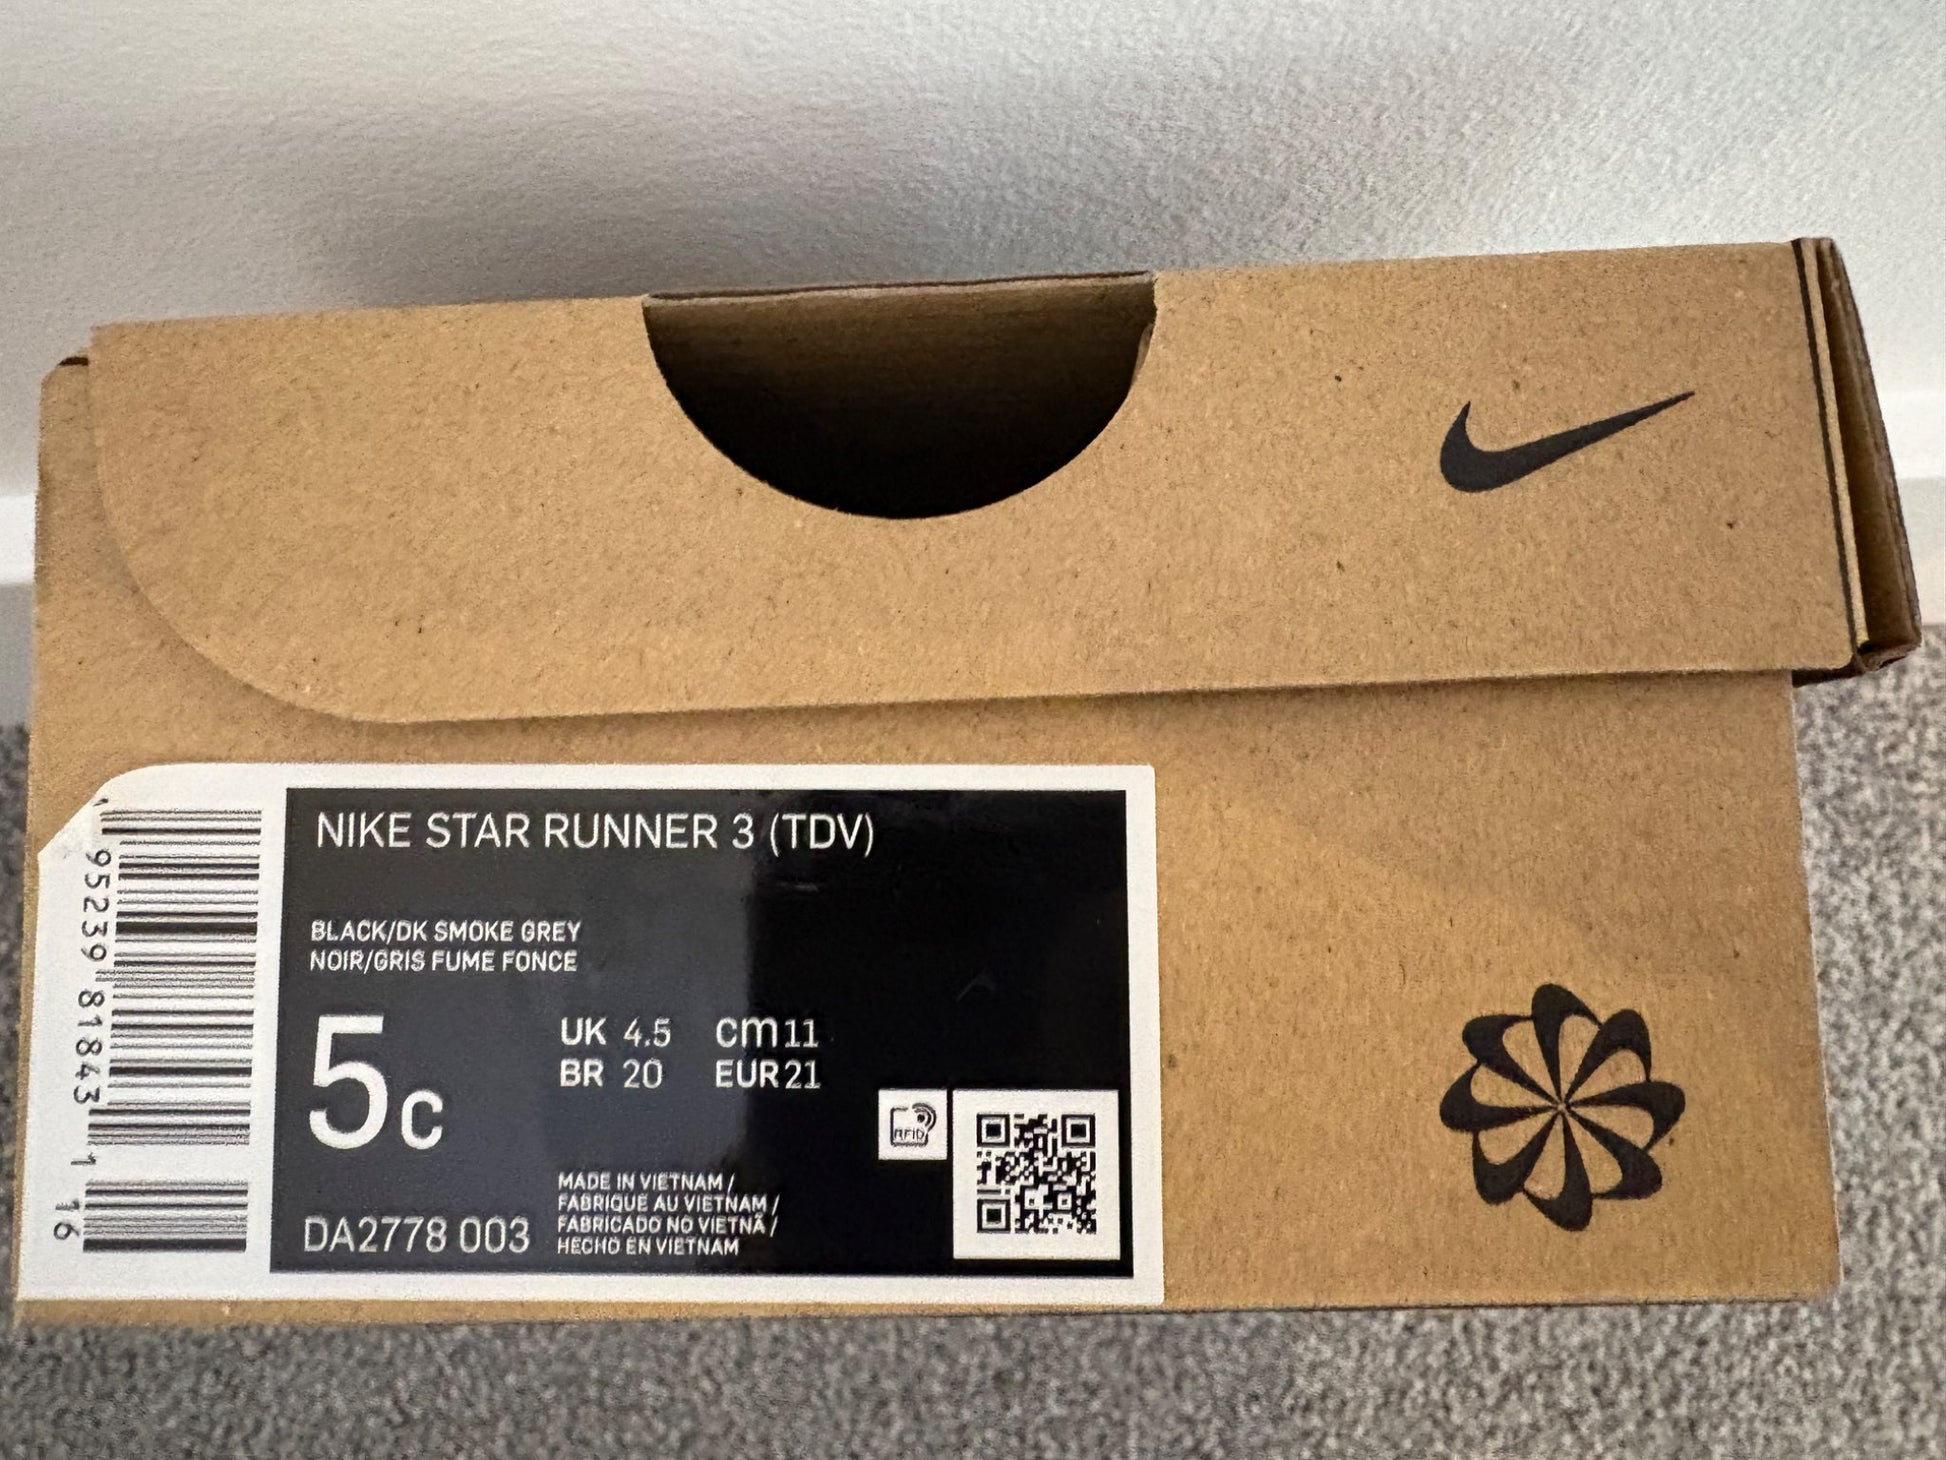 NIKE STAR RUNNER 3 (TDV)
BLACK/DK SMOKE GREY
NOIR/GRIS FUME FONCE
5C
UK 4.5 cm 11
BR 20 EUR 21
RFID
MADE IN VIETNAM /
FABRIQUÉ AU VIETNAM /
FABRICADO NO VIETNÃ /
HECHO EN VIETNAM
DA2778 003
1 95239 81843 1 16